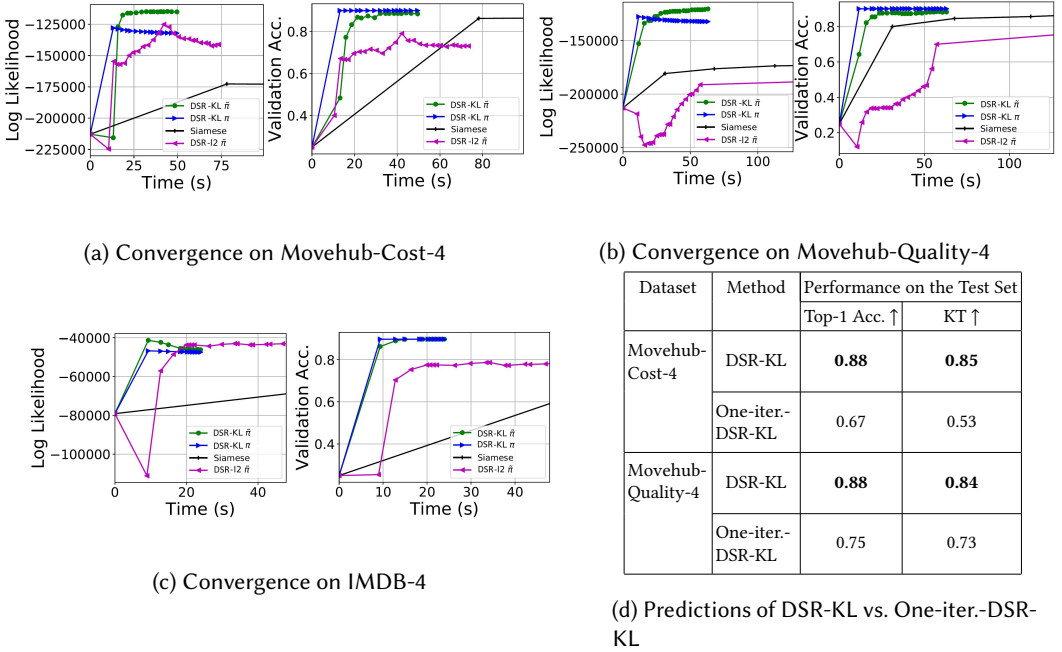 Log Likelihood
−125000
−150000
−175000
−200000
−225000
0 25 50 75
Time (s)
DSR-KL π̃
DSR-KL π
Siamese
DSR-l2 π̃
Validation Acc.
0.8
0.6
0.4
0 20 40 60 80
Time (s)
DSR-KL π̃
DSR-KL π
Siamese
DSR-l2 π̃
(a) Convergence on Movehub-Cost-4
Log Likelihood
−150000
−200000
−250000
0 25 50 75 100
Time (s)
DSR-KL π̃
DSR-KL π
Siamese
DSR-l2 π̃
Validation Acc.
0.8
0.6
0.4
0.2
0 50 100
Time (s)
DSR-KL π̃
DSR-KL π
Siamese
DSR-l2 π̃
(b) Convergence on Movehub-Quality-4
Log Likelihood
−40000
−60000
−80000
−100000
0 20 40
Time (s)
DSR-KL π̃
DSR-KL π
Siamese
DSR-l2 π̃
Validation Acc.
0.8
0.6
0.4
0 20 40
Time (s)
DSR-KL π̃
DSR-KL π
Siamese
DSR-l2 π̃
(c) Convergence on IMDB-4
Dataset Method Performance on the Test Set
Top-1 Acc. ↑ KT ↑
Movehub-
Cost-4
DSR-KL 0.88 0.85
One-iter.-
DSR-KL
0.67 0.53
Movehub-
Quality-4
DSR-KL 0.88 0.84
One-iter.-
DSR-KL
0.75 0.73
(d) Predictions of DSR-KL vs. One-iter.-DSR-
KL